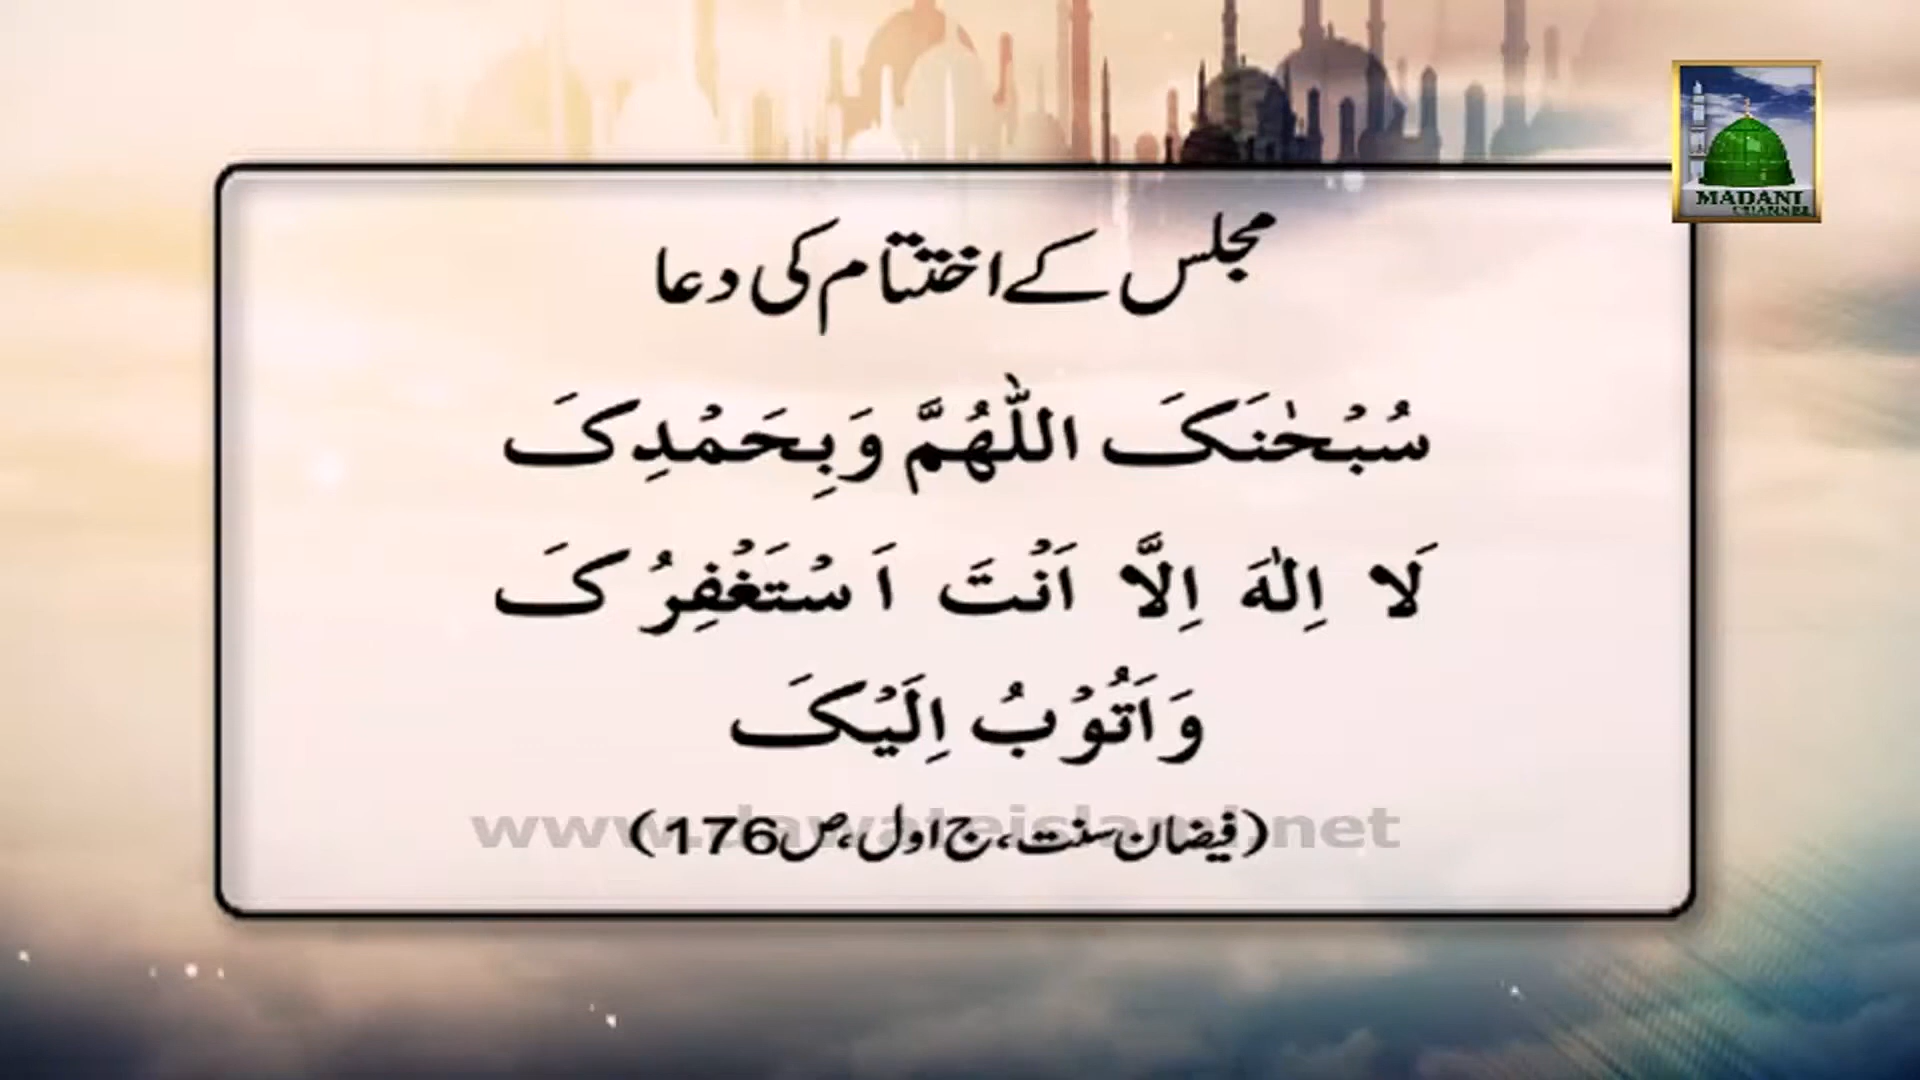 مجلس کے اختتام کی دعا
سُبْحٰنَکَ اللّٰھُمَّ وَبِحَمْدِکَ
لَا اِلٰہَ اِلَّا اَنْتَ اَسْتَغْفِرُکَ
وَاَتُوْبُ اِلَیْکَ
(فیضان سنت، ج اول، ص176)
www.dawateislami.net
MADANI
CHANNEL